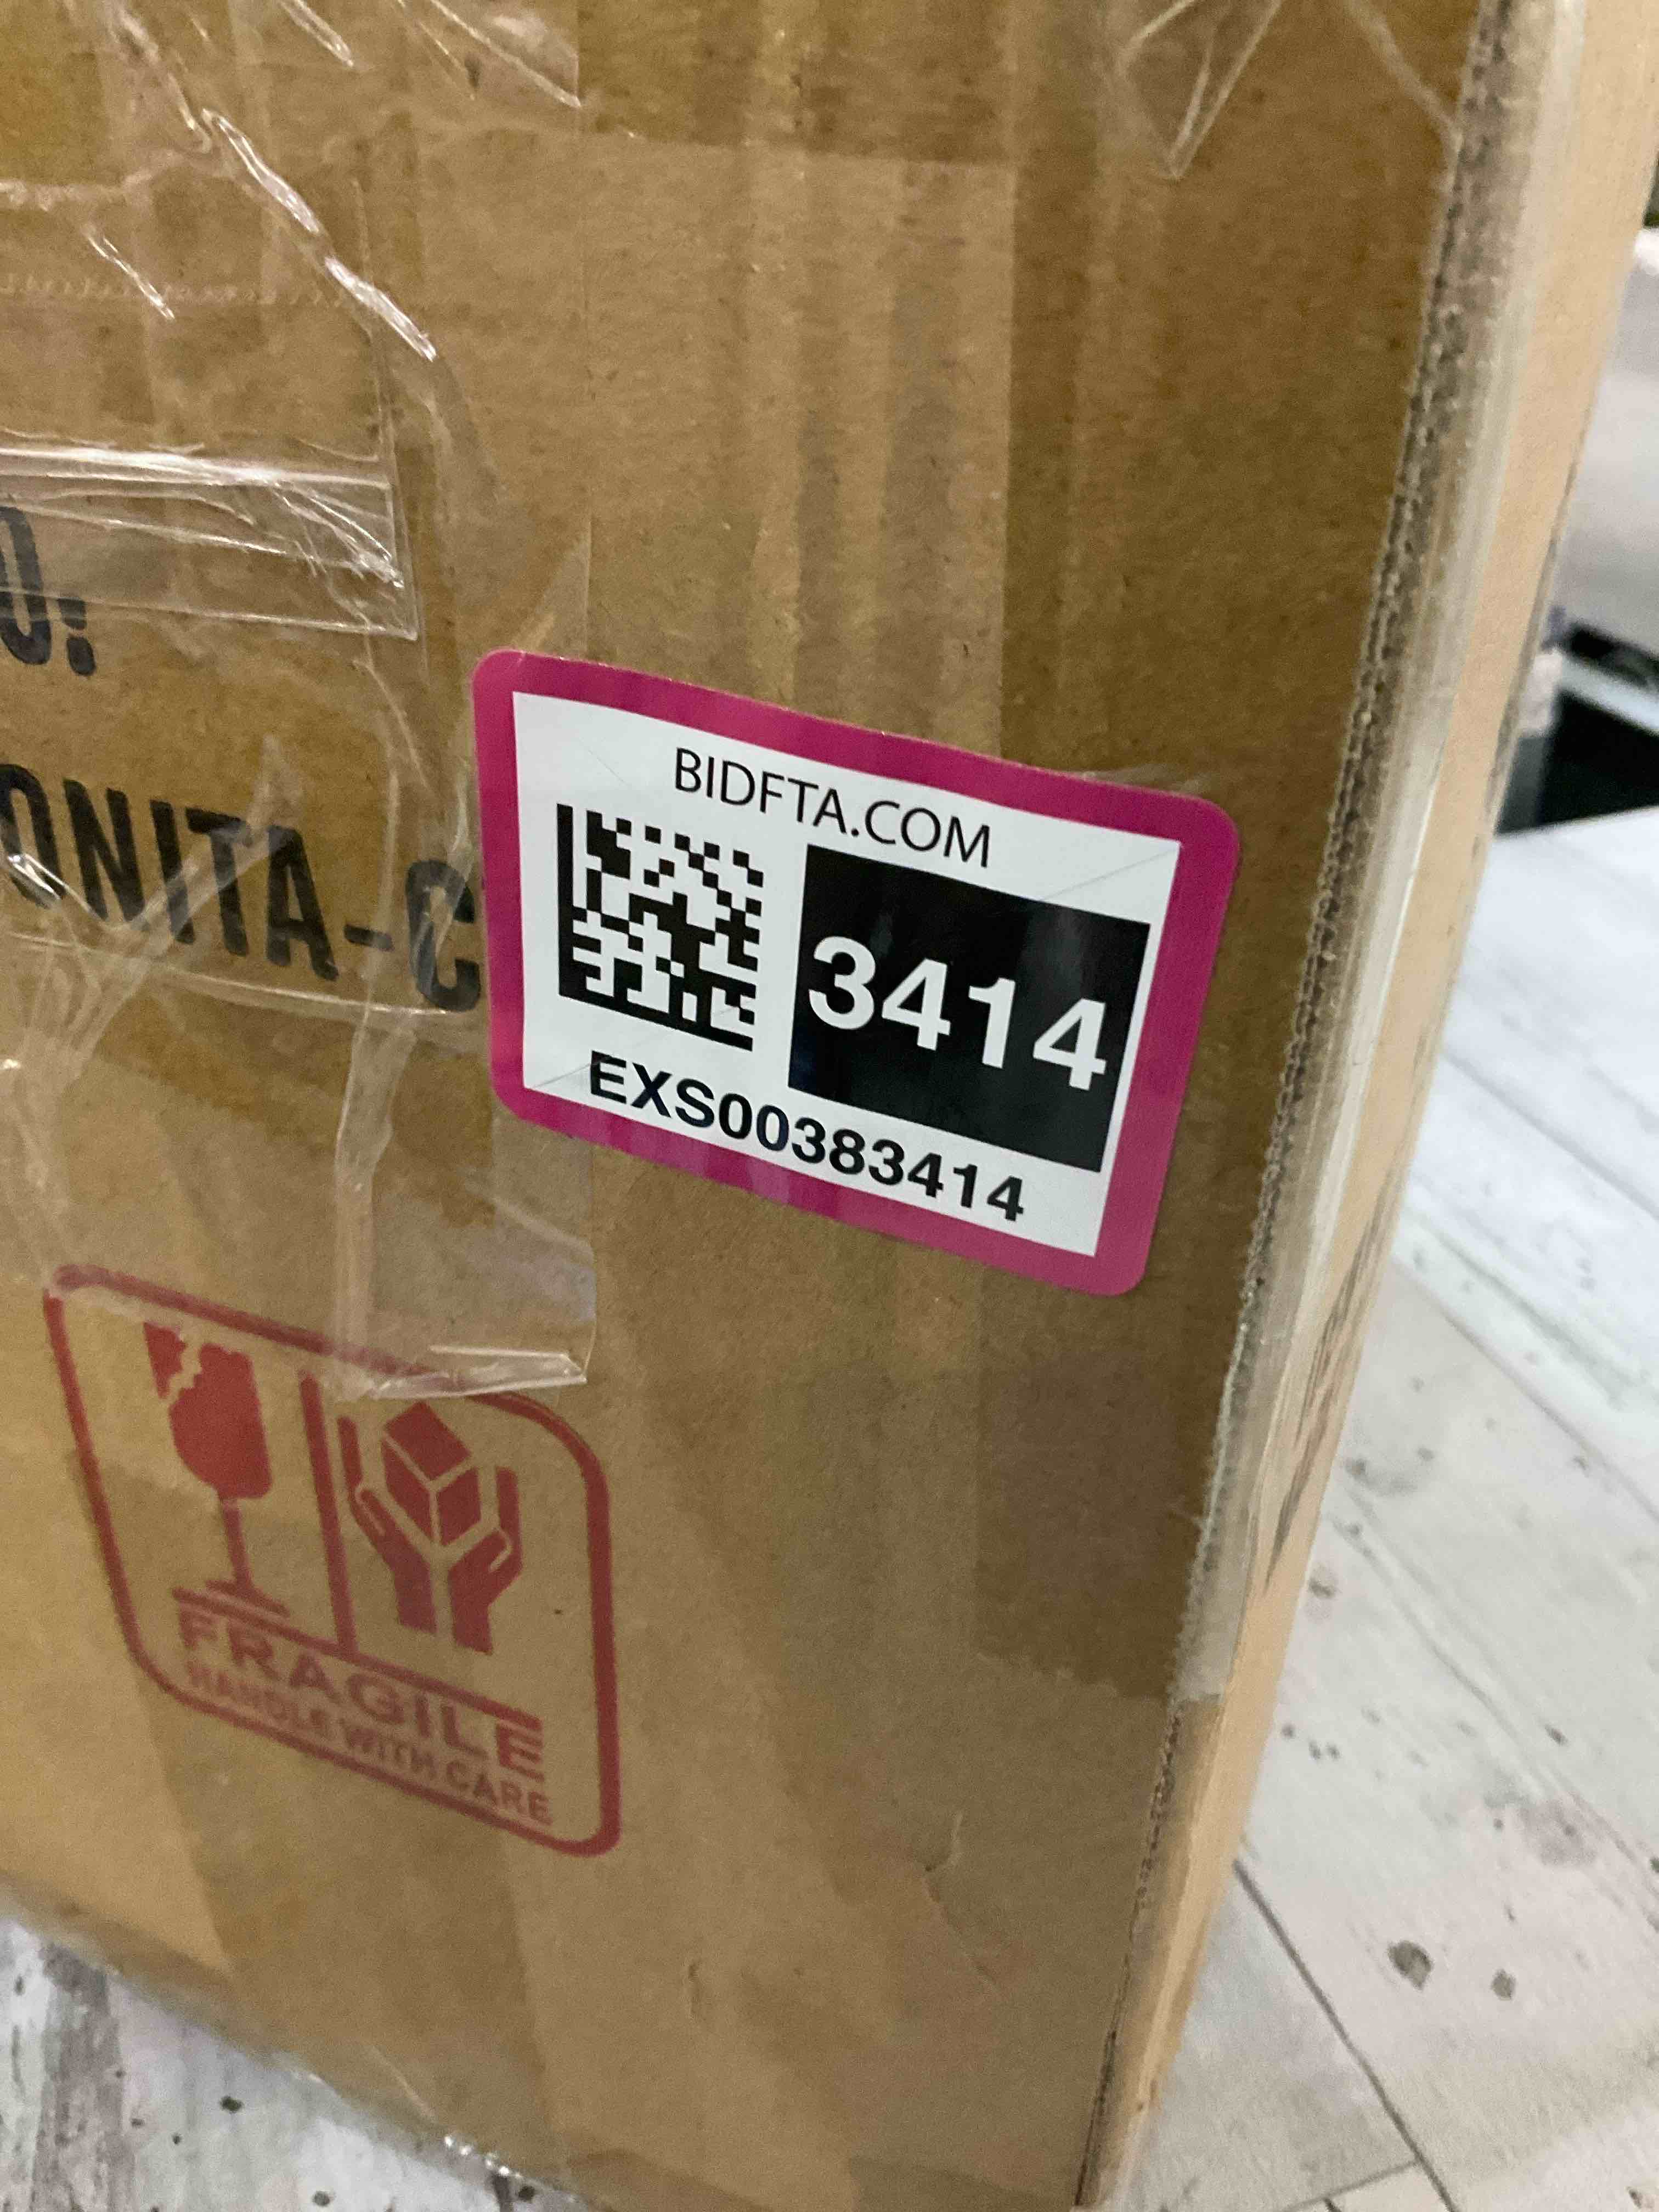 O!
ONITA-C
BIDFTA.COM
3414
EXS00383414
FRAGILE
HANDLE WITH CARE